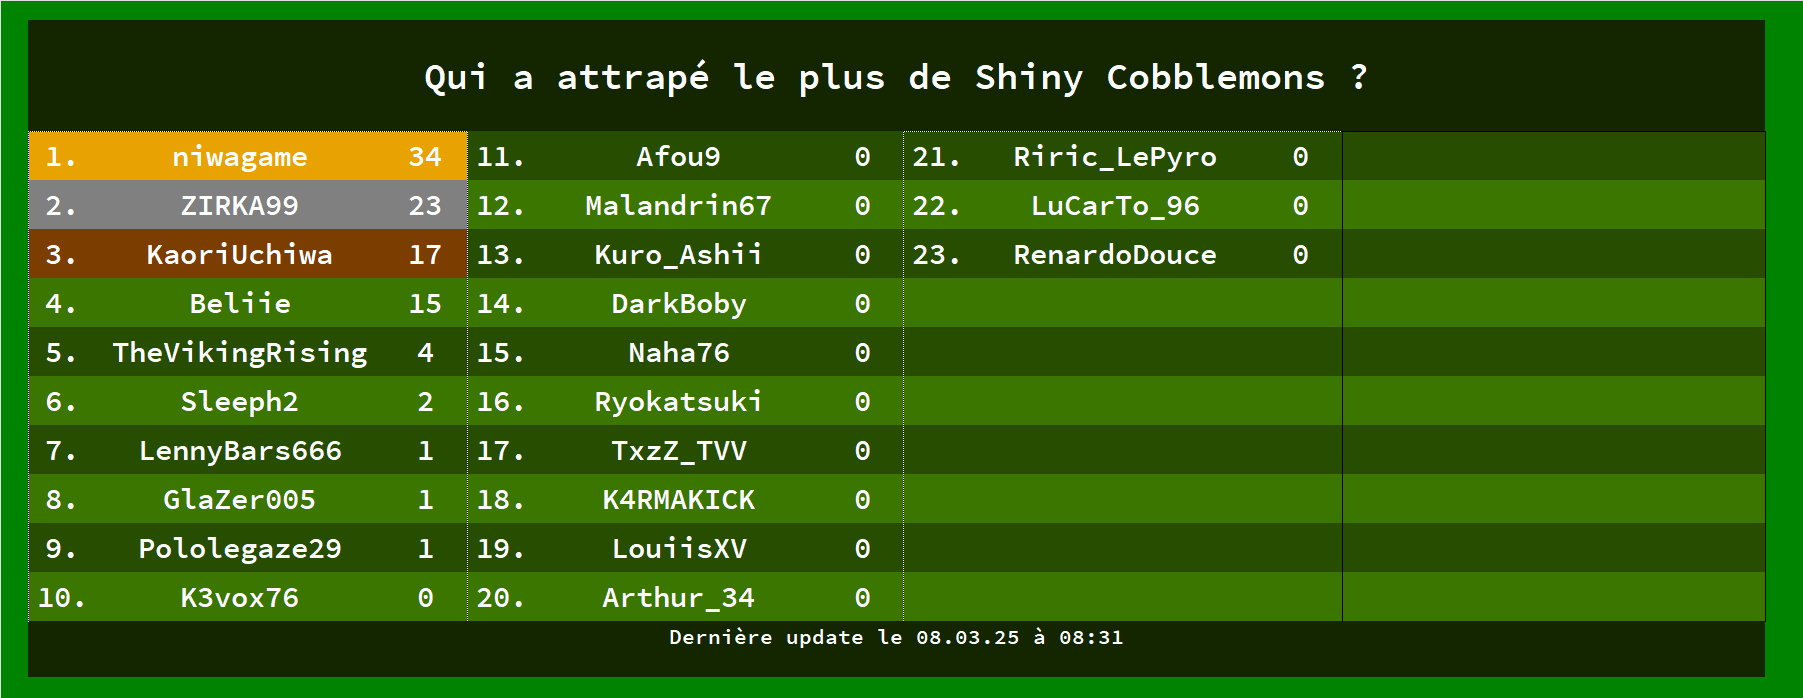 Qui a attrapé le plus de Shiny Cobblemons ?
1. niwagame 34
2. ZIRKA99 23
3. KaoriUchiwa 17
4. Beliie 15
5. TheVikingRising 4
6. Sleeph2 2
7. LennyBars666 1
8. GlaZer005 1
9. Pololegaze29 1
10. K3vox76 0
11. Afou9 0
12. Malandrin67 0
13. Kuro_Ashii 0
14. DarkBoby 0
15. Naha76 0
16. Ryokatsuki 0
17. TxzZ_TVV 0
18. K4RMAKICK 0
19. LouiisXV 0
20. Arthur_34 0
21. Riric_LePyro 0
22. LuCarTo_96 0
23. RenardoDouce 0
Dernière update le 08.03.25 à 08:31